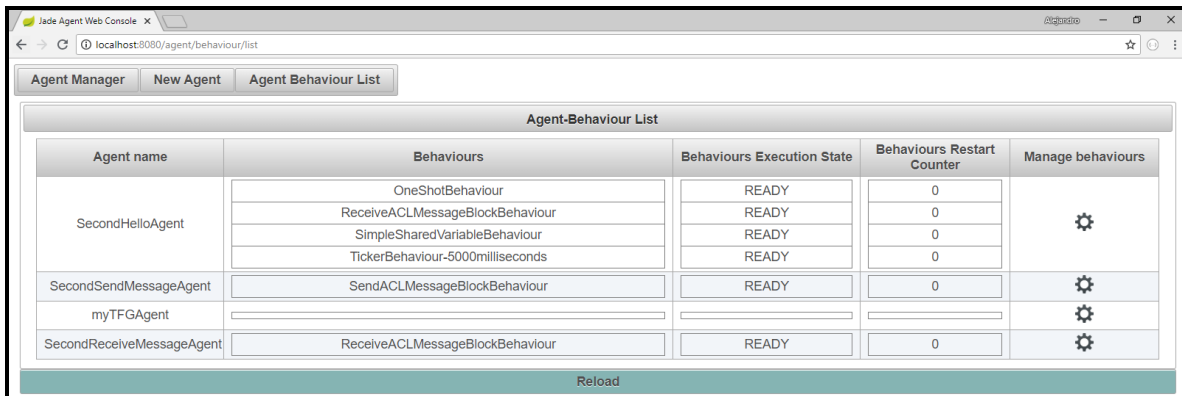 Jade Agent Web Console
Alejandro
localhost:8080/agent/behaviour/list
Agent Manager New Agent Agent Behaviour List
Agent-Behaviour List
Agent name Behaviours Behaviours Execution State Behaviours Restart Counter Manage behaviours
SecondHelloAgent
OneShotBehaviour READY 0
ReceiveACLMessageBlockBehaviour READY 0
SimpleSharedVariableBehaviour READY 0
TickerBehaviour-5000milliseconds READY 0
SecondSendMessageAgent SendACLMessageBlockBehaviour READY 0
myTFGAgent
SecondReceiveMessageAgent ReceiveACLMessageBlockBehaviour READY 0
Reload